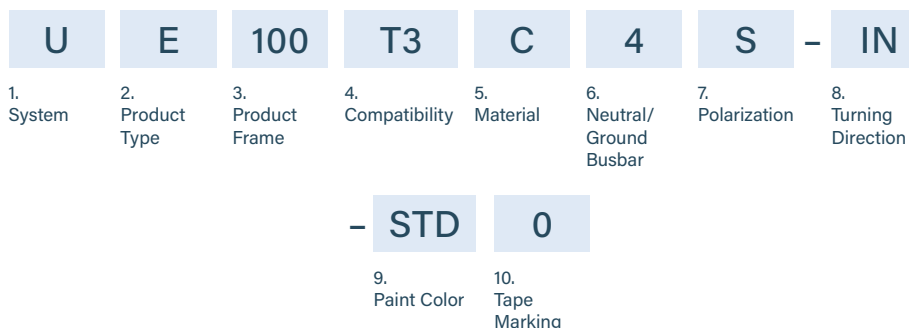 U E 100 T3 C 4 S – IN
1. 2. 3. 4. 5. 6. 7. 8.
System Product Product Compatibility Material Neutral/ Polarization Turning
Type Frame Ground Direction
Busbar
– STD 0
9. 10.
Paint Color Tape
Marking